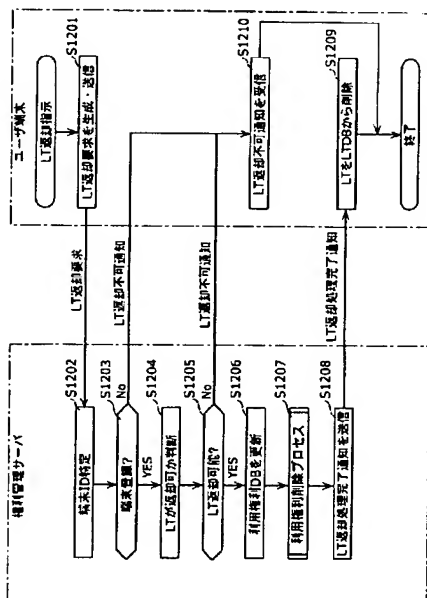 ユーザ端末
LT返却指示
S1201
LT返却要求を生成・送信
S1210
LT返却不可通知を受信
S1209
LTをLTDBから削除
終了
LT返却要求
LT返却不可通知
LT返却不可通知
LT返却処理完了通知
権利管理サーバ
S1202
端末ID特定
S1203
端末登録?
No
YES
S1204
LTが返却可か判断
S1205
LT返却可能?
No
YES
S1206
利用権利DBを更新
S1207
利用権利削除プロセス
S1208
LT返却処理完了通知を送信